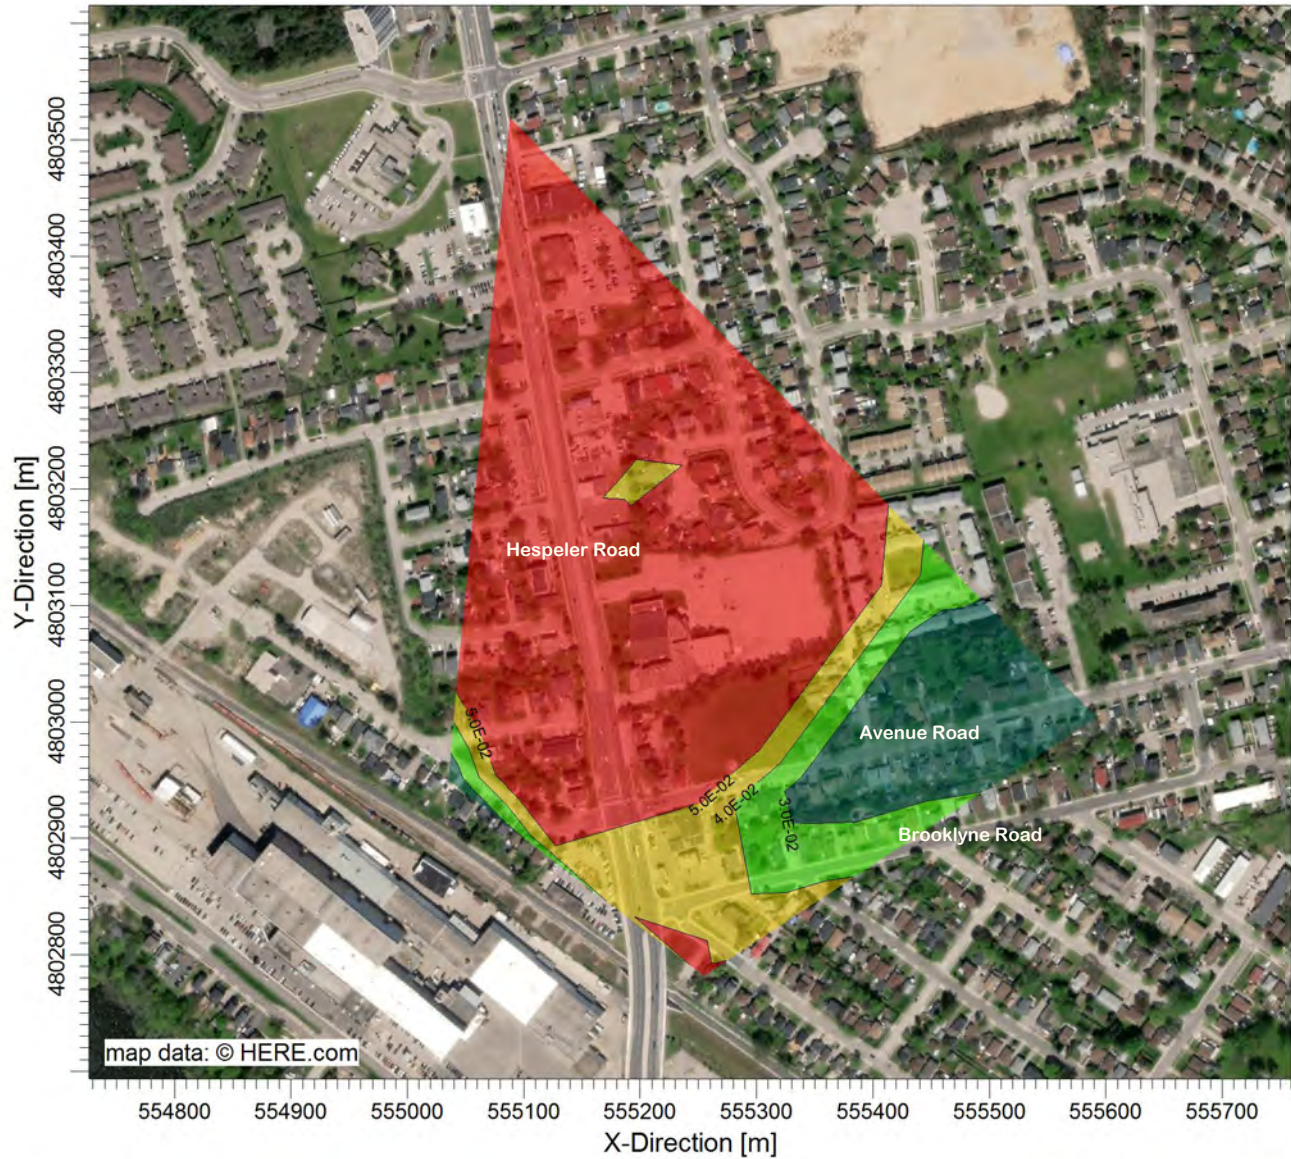 4803500
4803400
4803300
4803200
4803100
4803000
4802900
4802800
Y-Direction [m]
Hespeler Road
Avenue Road
Brooklyne Road
5.0E-02
5.0E-02
4.0E-02
3.0E-02
map data: © HERE.com
554800 554900 555000 555100 555200 555300 555400 555500 555600 555700
X-Direction [m]